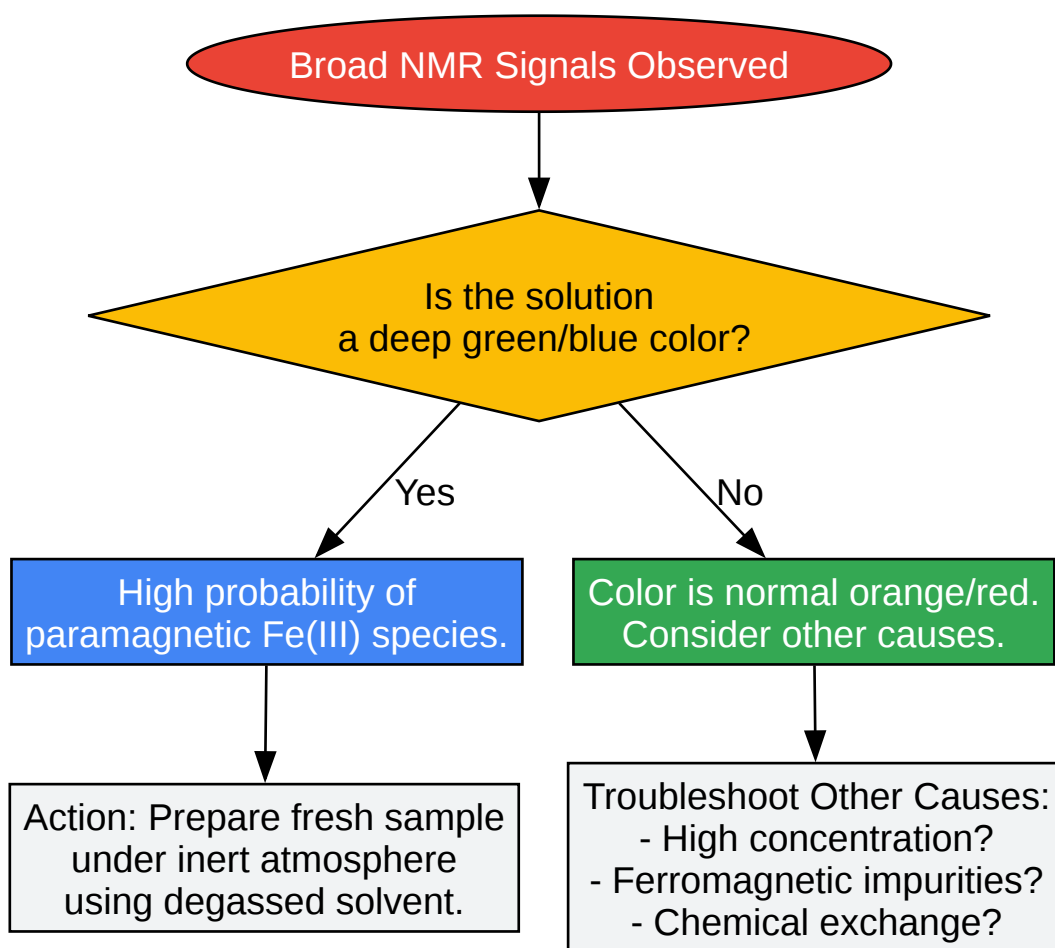 Broad NMR Signals Observed
Is the solution
a deep green/blue color?
Yes
No
High probability of
paramagnetic Fe(III) species.
Color is normal orange/red.
Consider other causes.
Action: Prepare fresh sample
under inert atmosphere
using degassed solvent.
Troubleshoot Other Causes:
- High concentration?
- Ferromagnetic impurities?
- Chemical exchange?